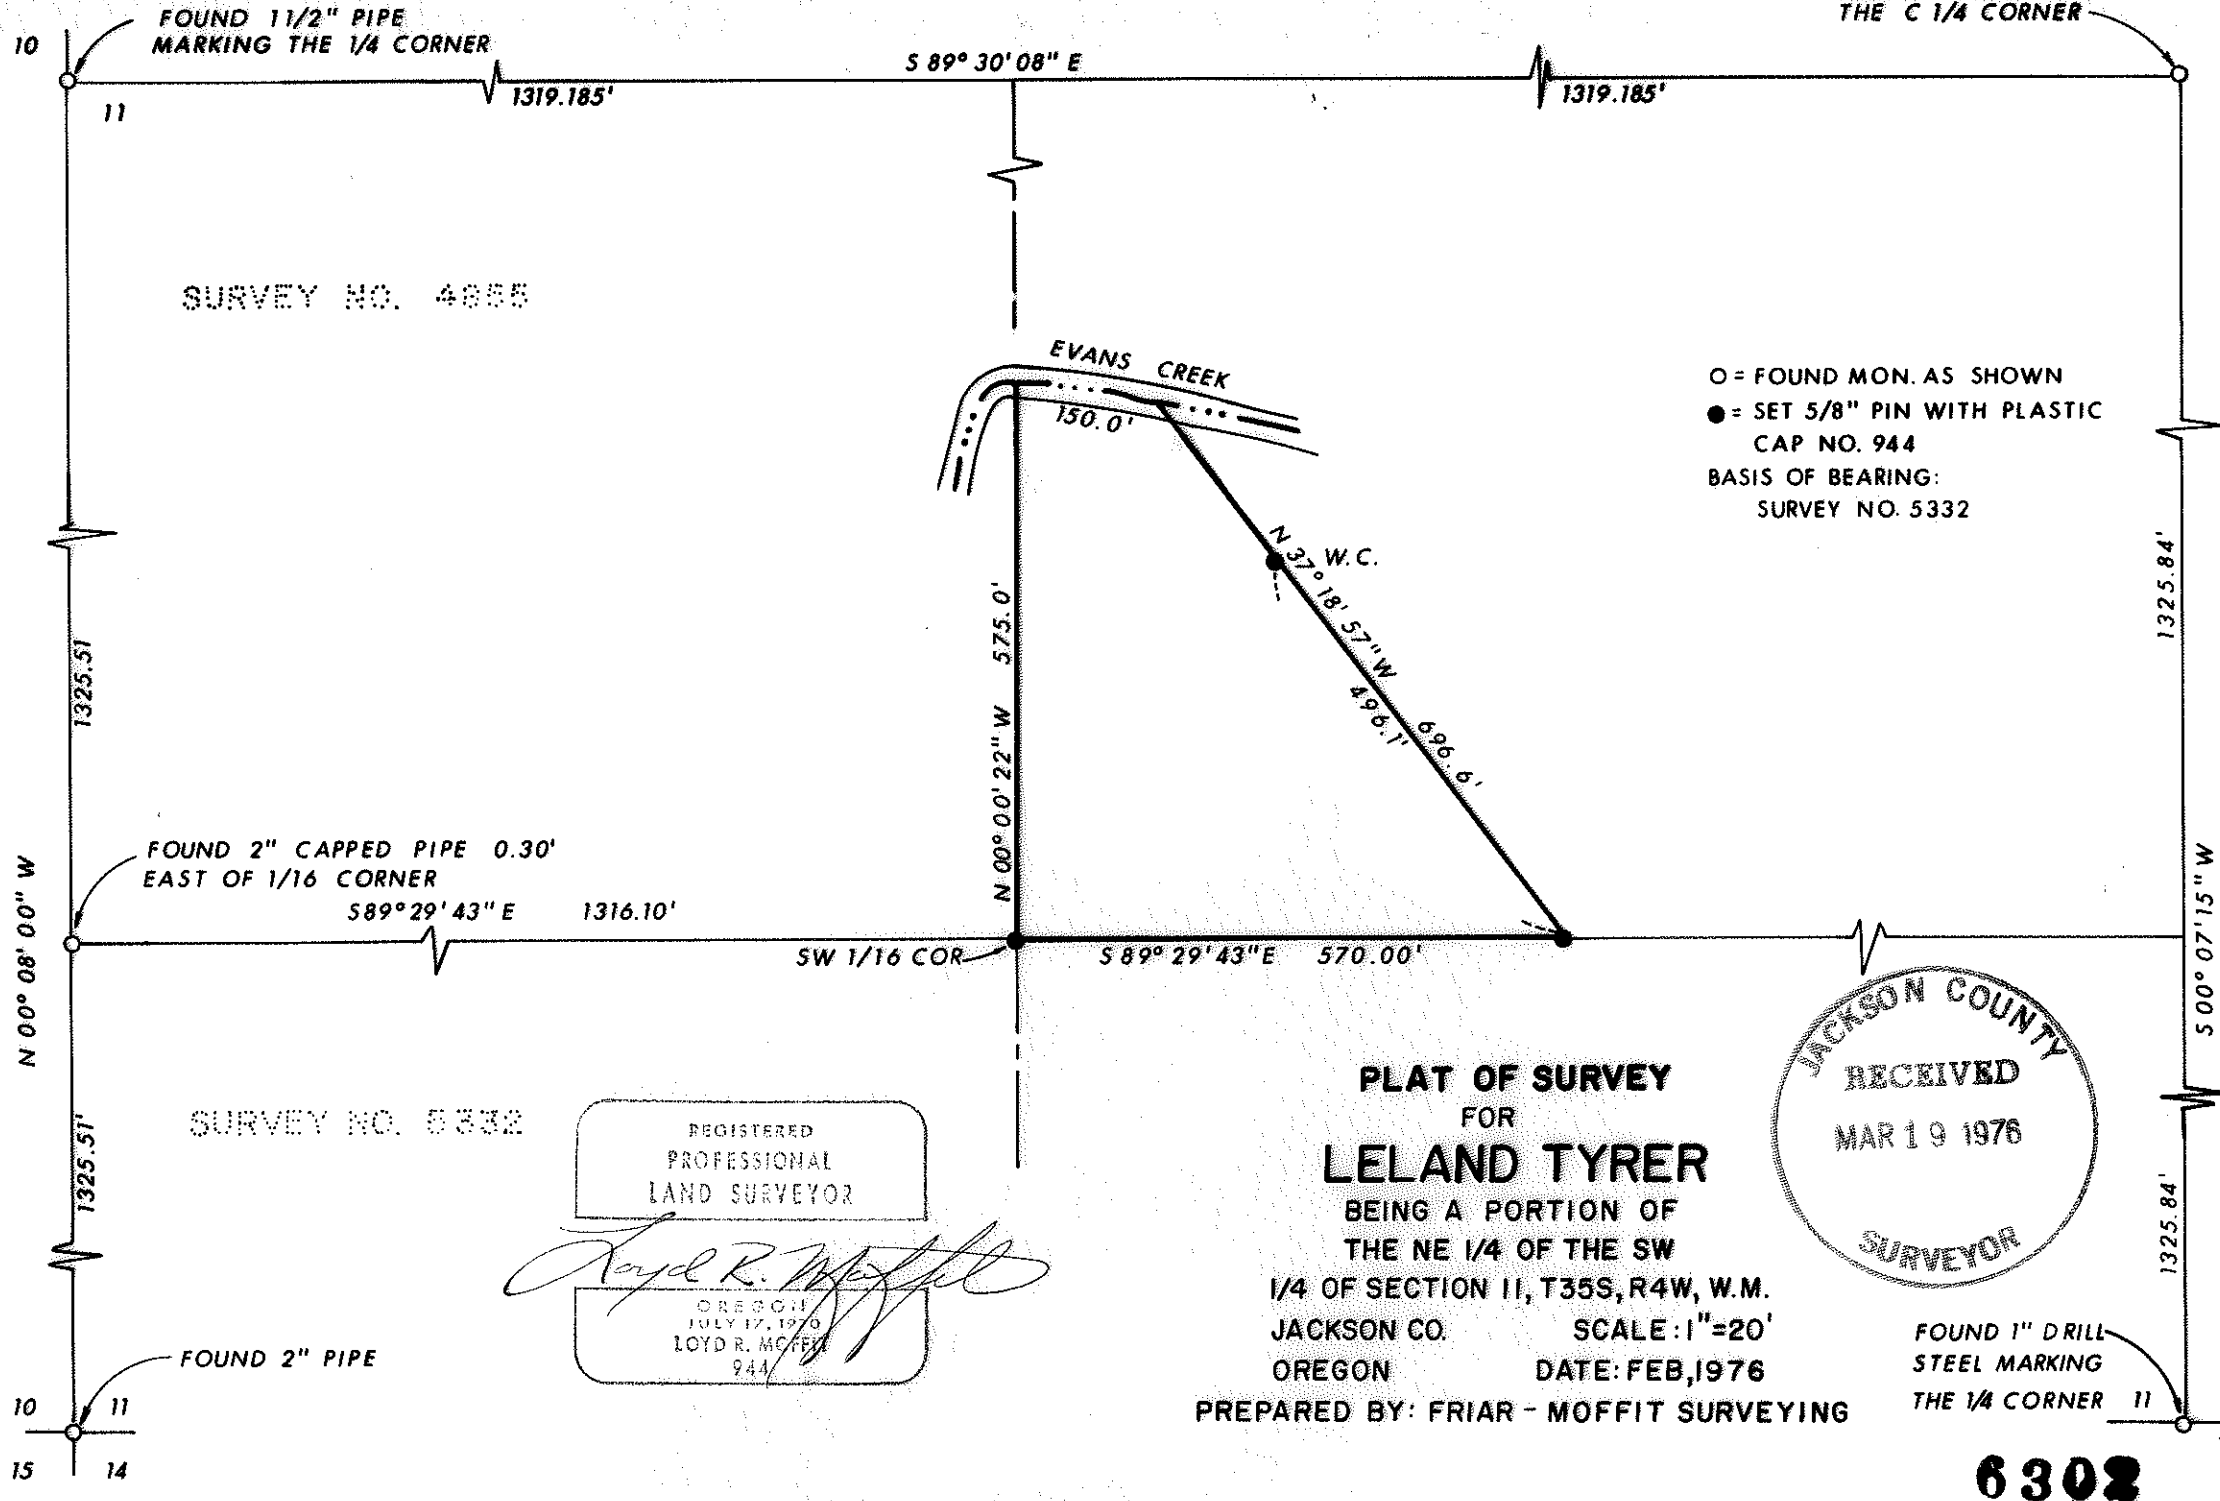 FOUND 1 1/2" PIPE
MARKING THE 1/4 CORNER
10
11
THE C 1/4 CORNER
S 89° 30' 08" E
1319.185'
1319.185'
SURVEY NO. 4855
EVANS CREEK
150.0'
O = FOUND MON. AS SHOWN
● = SET 5/8" PIN WITH PLASTIC
CAP NO. 944
BASIS OF BEARING:
SURVEY NO. 5332
W.C.
N 37° 18' 57" W
496.1'
696.6'
N 00° 00' 22" W 575.0'
1325.51
1325.84'
FOUND 2" CAPPED PIPE 0.30'
EAST OF 1/16 CORNER
S89° 29' 43" E 1316.10'
SW 1/16 COR
S 89° 29' 43" E 570.00'
N 00° 08' 00" W
S 00° 07' 15" W
SURVEY NO. 5332
1325.51'
1325.84'
REGISTERED
PROFESSIONAL
LAND SURVEYOR
Loyd R. Moffitt
OREGON
JULY 17, 1970
LOYD R. MOFFIT
944
PLAT OF SURVEY
FOR
LELAND TYRER
BEING A PORTION OF
THE NE 1/4 OF THE SW
1/4 OF SECTION 11, T35S, R4W, W.M.
JACKSON CO. SCALE: 1"=20'
OREGON DATE: FEB, 1976
PREPARED BY: FRIAR - MOFFIT SURVEYING
JACKSON COUNTY
RECEIVED
MAR 19 1976
SURVEYOR
FOUND 2" PIPE
10 11
15 14
FOUND 1" DRILL
STEEL MARKING
THE 1/4 CORNER 11
6302